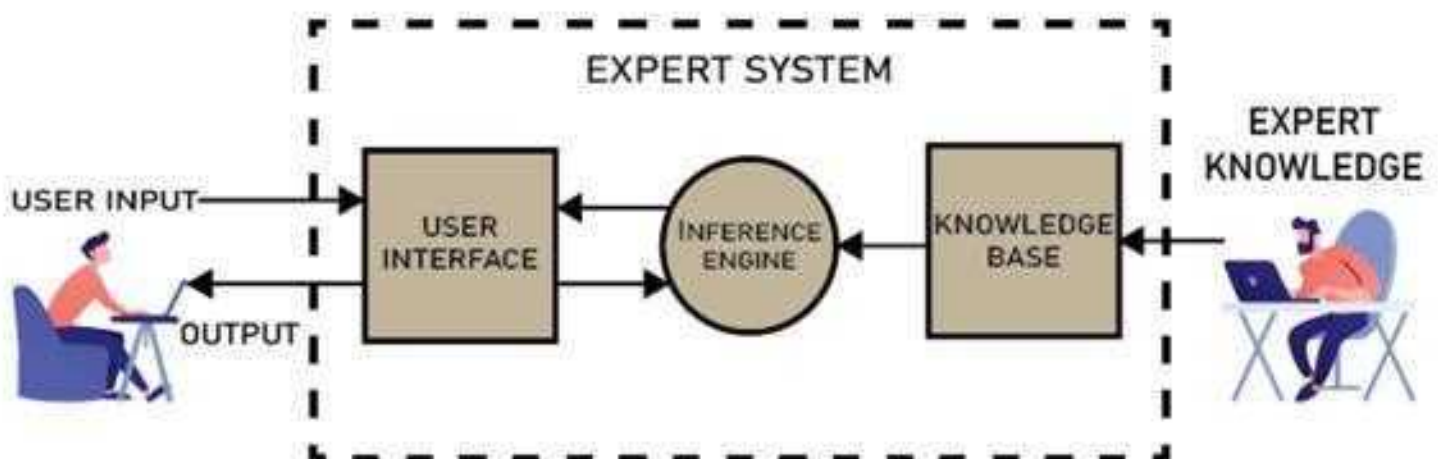 EXPERT SYSTEM
EXPERT
KNOWLEDGE
USER INPUT
USER
INTERFACE
INFERENCE
ENGINE
KNOWLEDGE
BASE
OUTPUT